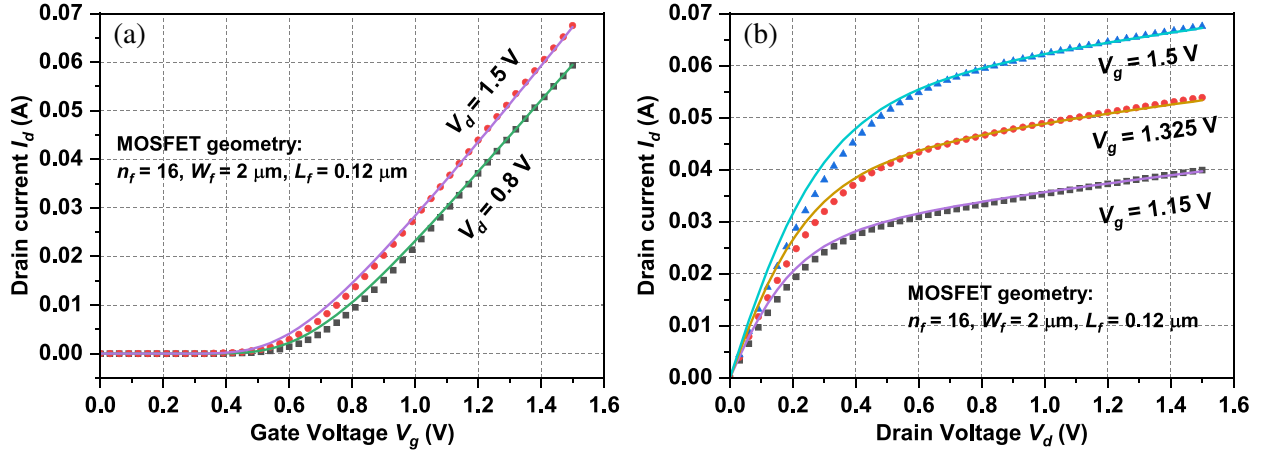 (a)
Drain current I_d (A)
0.07
0.06
0.05
0.04
0.03
0.02
0.01
0.00
V_d = 1.5 V
V_d = 0.8 V
MOSFET geometry:
n_f = 16, W_f = 2 μm, L_f = 0.12 μm
0.0 0.2 0.4 0.6 0.8 1.0 1.2 1.4 1.6
Gate Voltage V_g (V)
(b)
Drain current I_d (A)
0.07
0.06
0.05
0.04
0.03
0.02
0.01
0.00
V_g = 1.5 V
V_g = 1.325 V
V_g = 1.15 V
MOSFET geometry:
n_f = 16, W_f = 2 μm, L_f = 0.12 μm
0.0 0.2 0.4 0.6 0.8 1.0 1.2 1.4 1.6
Drain Voltage V_d (V)